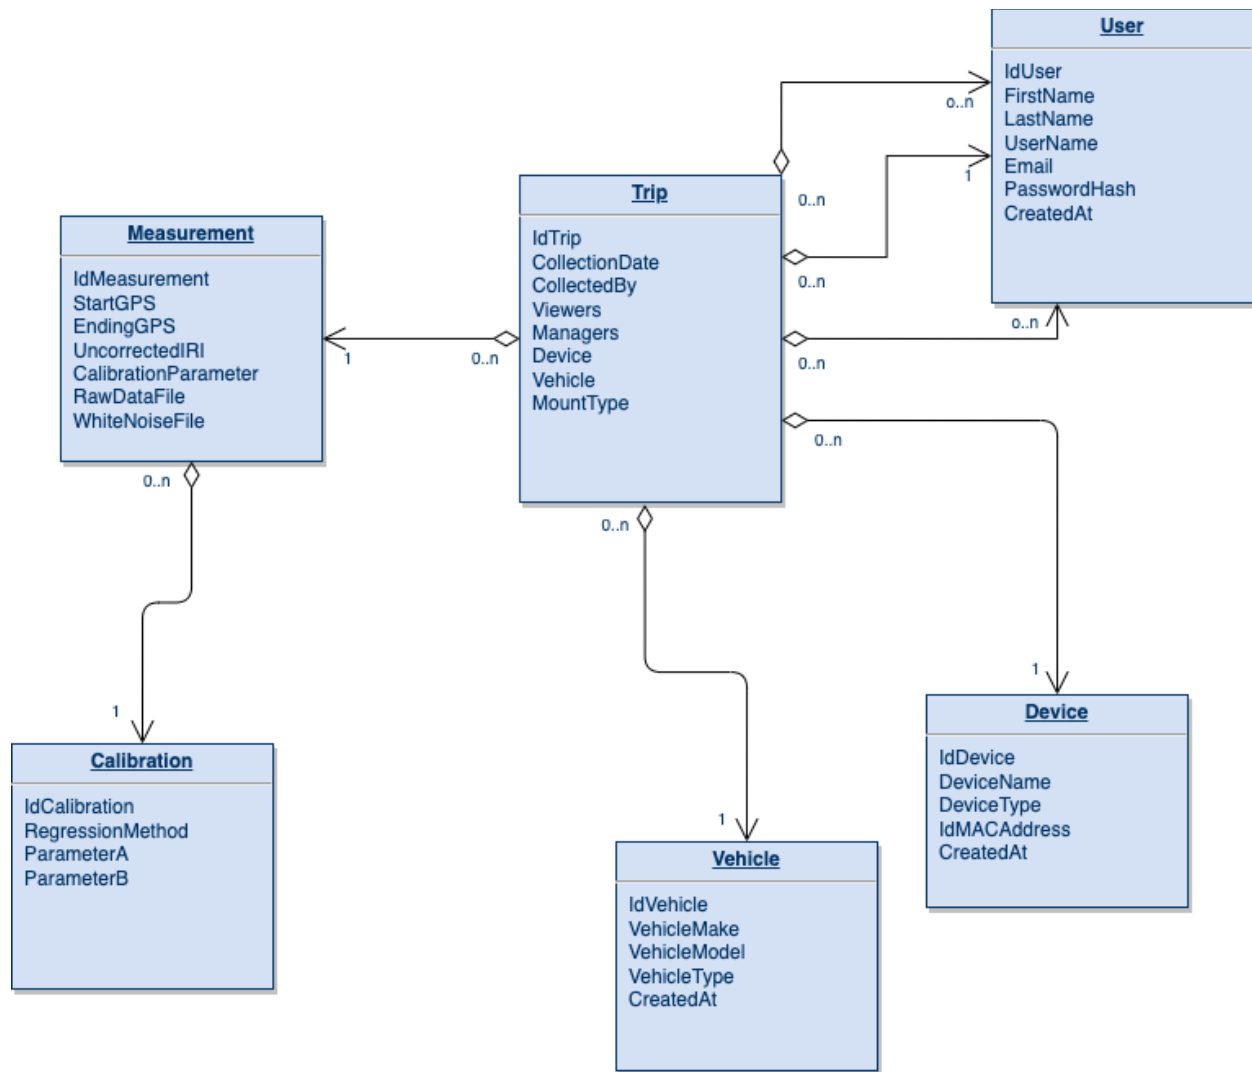 User
IdUser
FirstName
LastName
UserName
Email
PasswordHash
CreatedAt
o..n
1
0..n
0..n
o..n
0..n
0..n
Trip
IdTrip
CollectionDate
CollectedBy
Viewers
Managers
Device
Vehicle
MountType
0..n
1
0..n
Measurement
IdMeasurement
StartGPS
EndingGPS
UncorrectedIRI
CalibrationParameter
RawDataFile
WhiteNoiseFile
0..n
1
Calibration
IdCalibration
RegressionMethod
ParameterA
ParameterB
1
Vehicle
IdVehicle
VehicleMake
VehicleModel
VehicleType
CreatedAt
1
Device
IdDevice
DeviceName
DeviceType
IdMACAddress
CreatedAt